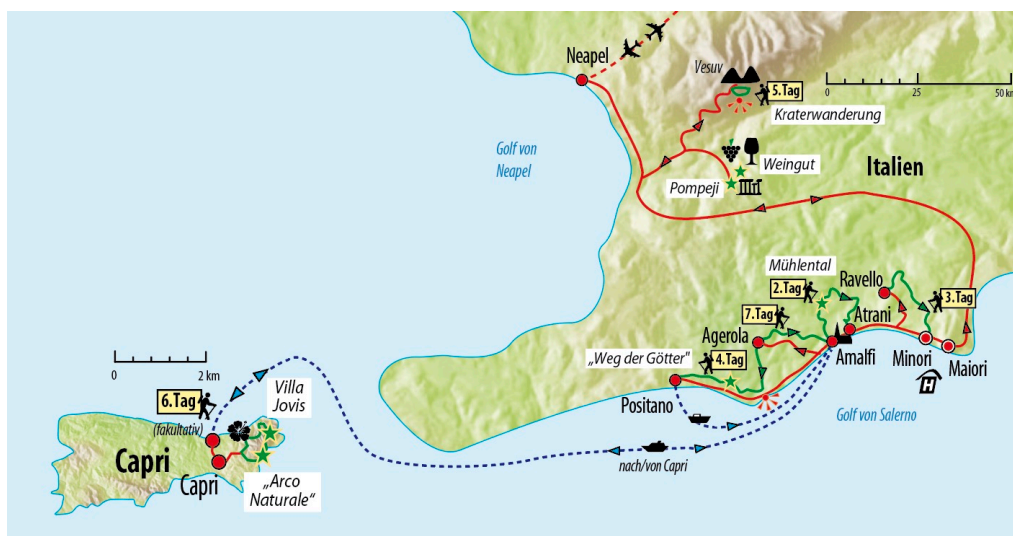 Neapel
Vesuv
5.Tag
Kraterwanderung
0 25 50 km
Golf von
Neapel
Weingut
Pompeji
Italien
Mühlental
2.Tag
Ravello
3.Tag
7.Tag
Atrani
Agerola
Amalfi
Minori
Maiori
H
„Weg der Götter"
4.Tag
Positano
Golf von Salerno
nach/von Capri
0 2 km
6.Tag
(fakultativ)
Villa
Jovis
Capri
Capri
„Arco
Naturale“